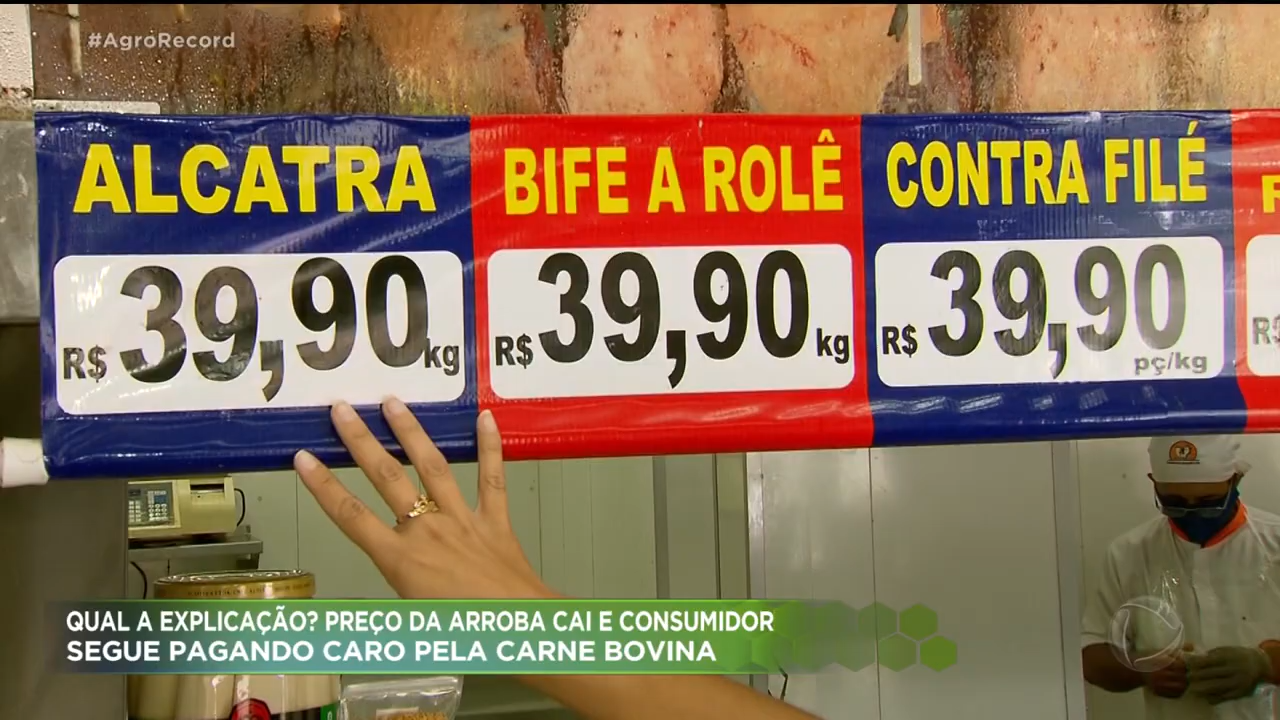 #AgroRecord
ALCATRA
R$ 39,90 kg
BIFE A ROLÊ
R$ 39,90 kg
CONTRA FILÉ
R$ 39,90 pç/kg
R$
QUAL A EXPLICAÇÃO? PREÇO DA ARROBA CAI E CONSUMIDOR
SEGUE PAGANDO CARO PELA CARNE BOVINA